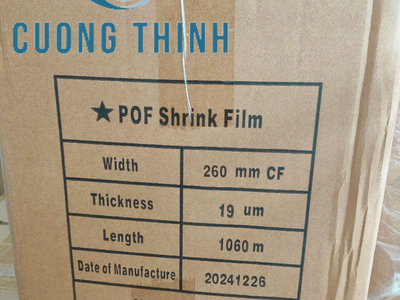 CUONG THINH
★ POF Shrink Film
Width 260 mm CF
Thickness 19 um
Length 1060 m
Date of Manufacture 20241226